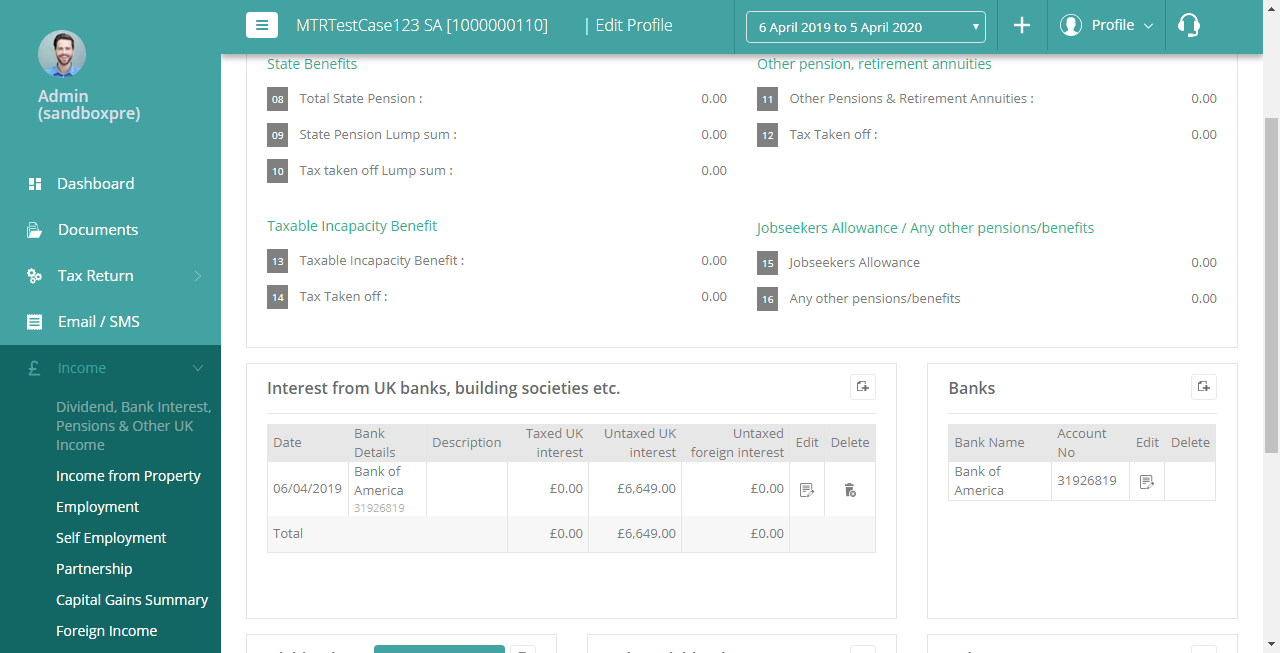 MTRTestCase123 SA [1000000110] | Edit Profile
6 April 2019 to 5 April 2020
Profile
Admin
(sandboxpre)
Dashboard
Documents
Tax Return
Email / SMS
£ Income
Dividend, Bank Interest,
Pensions & Other UK
Income
Income from Property
Employment
Self Employment
Partnership
Capital Gains Summary
Foreign Income
State Benefits
08 Total State Pension : 0.00
09 State Pension Lump sum : 0.00
10 Tax taken off Lump sum : 0.00
Other pension, retirement annuities
11 Other Pensions & Retirement Annuities : 0.00
12 Tax Taken off : 0.00
Taxable Incapacity Benefit
13 Taxable Incapacity Benefit : 0.00
14 Tax Taken off : 0.00
Jobseekers Allowance / Any other pensions/benefits
15 Jobseekers Allowance 0.00
16 Any other pensions/benefits 0.00
Interest from UK banks, building societies etc.
Date Bank Details Description Taxed UK interest Untaxed UK interest Untaxed foreign interest Edit Delete
06/04/2019 Bank of America 31926819 £0.00 £6,649.00 £0.00
Total £0.00 £6,649.00 £0.00
Banks
Bank Name Account No Edit Delete
Bank of America 31926819